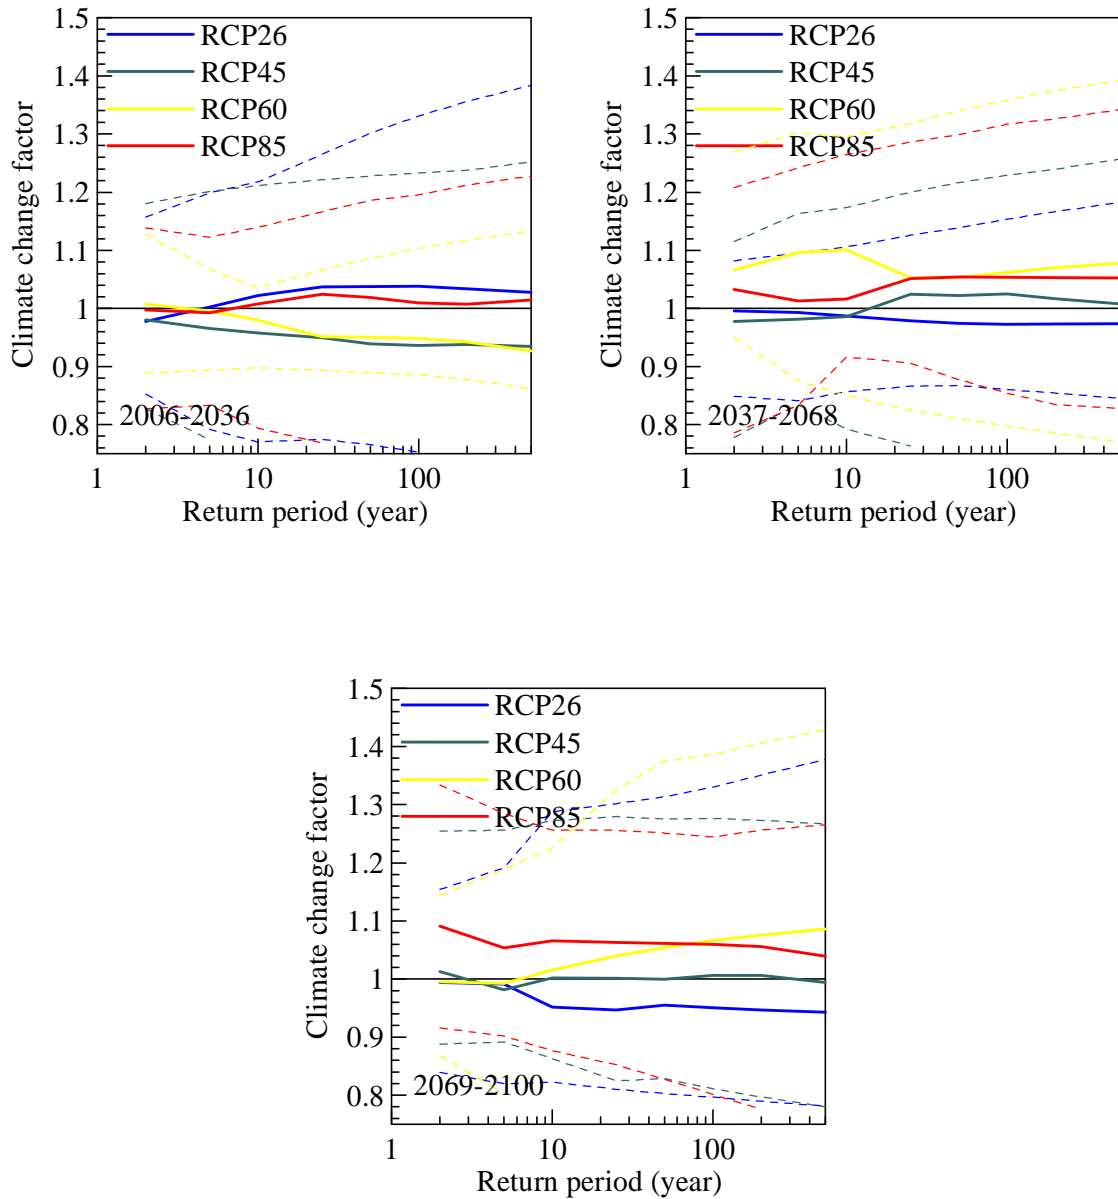 1.5
1.4
1.3
1.2
1.1
1
0.9
0.8
Climate change factor
RCP26
RCP45
RCP60
RCP85
2006-2036
1 10 100
Return period (year)
1.5
1.4
1.3
1.2
1.1
1
0.9
0.8
Climate change factor
RCP26
RCP45
RCP60
RCP85
2037-2068
1 10 100
Return period (year)
1.5
1.4
1.3
1.2
1.1
1
0.9
0.8
Climate change factor
RCP26
RCP45
RCP60
RCP85
2069-2100
1 10 100
Return period (year)